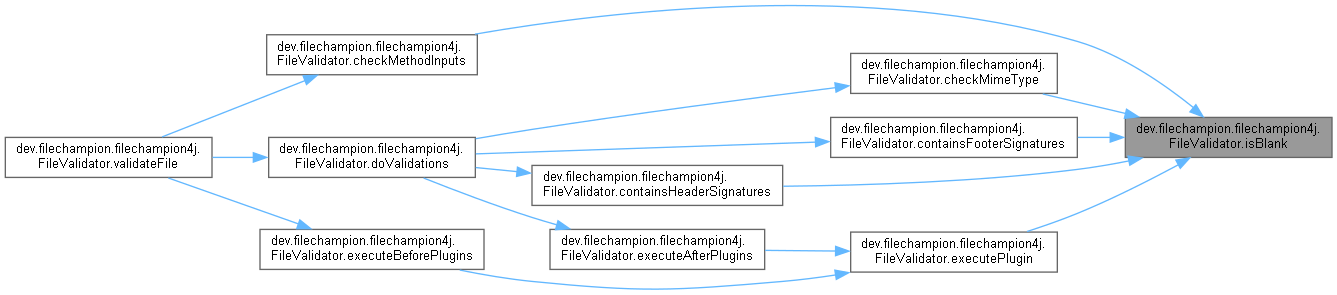 dev.filechampion.filechampion4j.
FileValidator.checkMethodInputs
dev.filechampion.filechampion4j.
FileValidator.checkMimeType
dev.filechampion.filechampion4j.
FileValidator.isBlank
dev.filechampion.filechampion4j.
FileValidator.containsFooterSignatures
dev.filechampion.filechampion4j.
FileValidator.validateFile
dev.filechampion.filechampion4j.
FileValidator.doValidations
dev.filechampion.filechampion4j.
FileValidator.containsHeaderSignatures
dev.filechampion.filechampion4j.
FileValidator.executeBeforePlugins
dev.filechampion.filechampion4j.
FileValidator.executeAfterPlugins
dev.filechampion.filechampion4j.
FileValidator.executePlugin